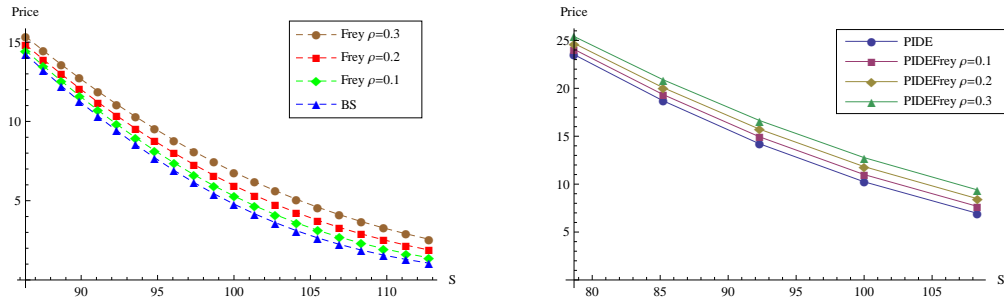 Price
15
10
5
90
95
100
105
110
S
Frey ρ=0.3
Frey ρ=0.2
Frey ρ=0.1
BS
Price
25
20
15
10
5
80
85
90
95
100
105
S
PIDE
PIDEFrey ρ=0.1
PIDEFrey ρ=0.2
PIDEFrey ρ=0.3